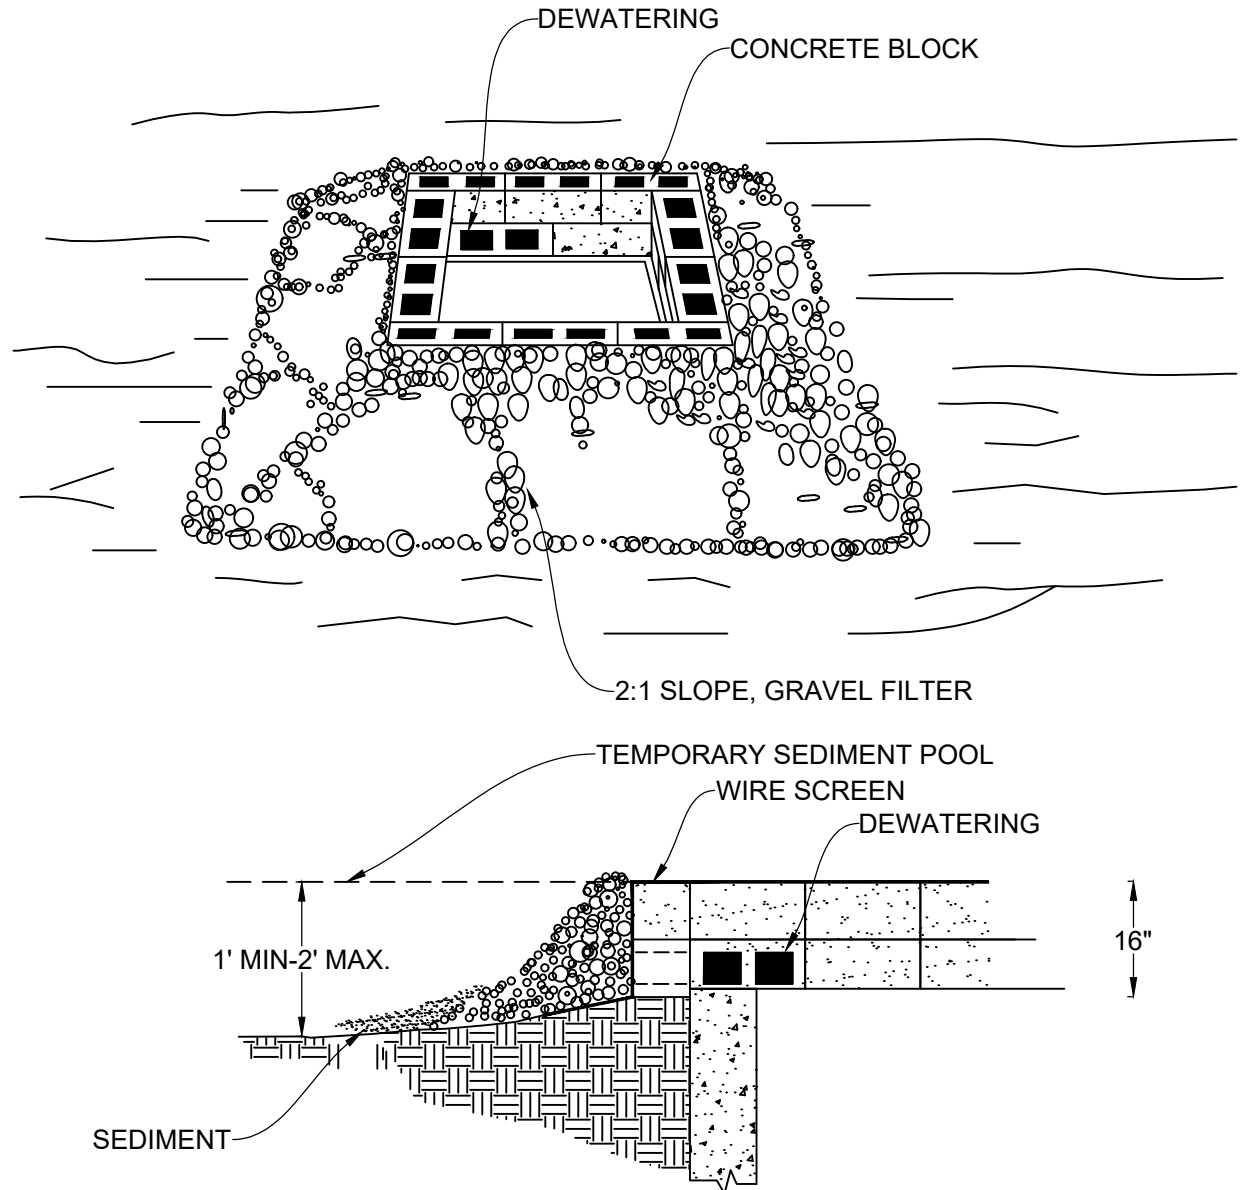 DEWATERING
CONCRETE BLOCK
2:1 SLOPE, GRAVEL FILTER
TEMPORARY SEDIMENT POOL
WIRE SCREEN
DEWATERING
1' MIN-2' MAX.
16"
SEDIMENT